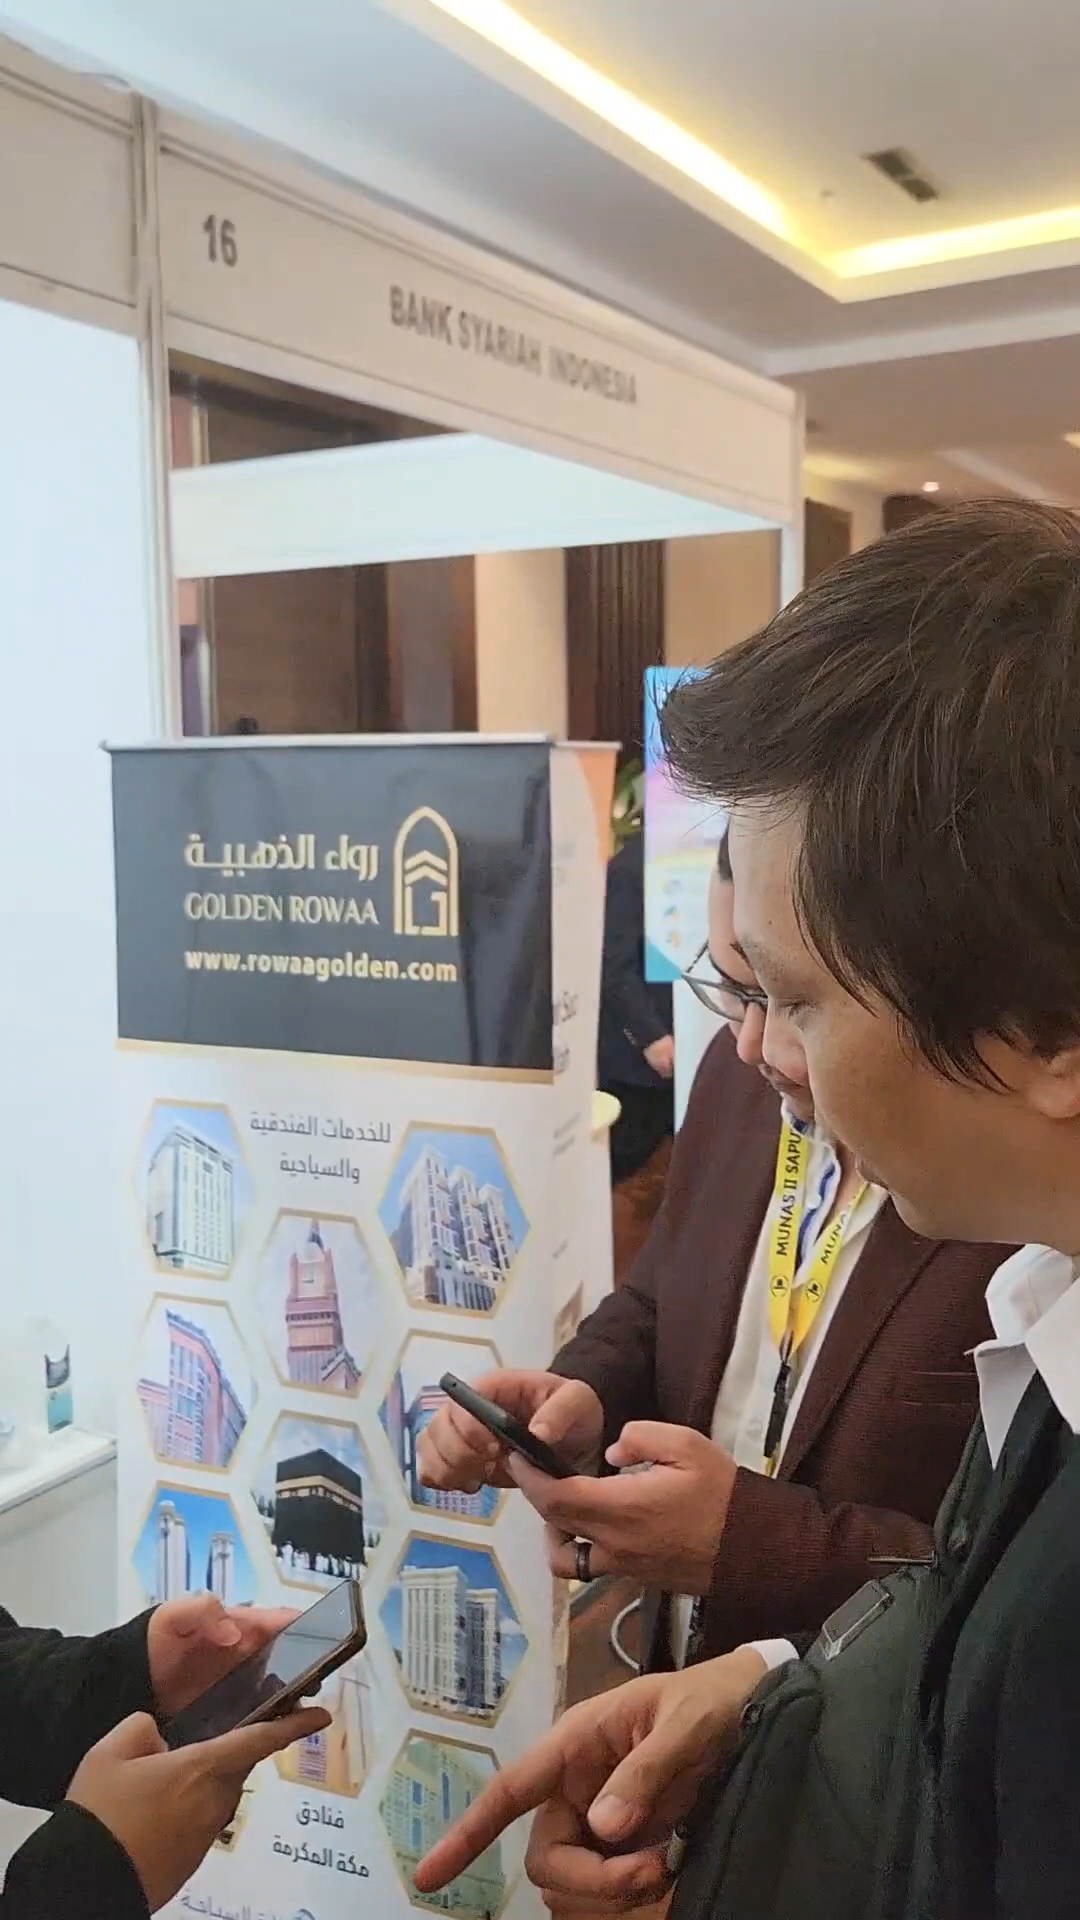 16
BANK SYARIAH INDONESIA
رواء الذهبية
GOLDEN ROWAA
www.rowaagolden.com
للخدمات الفندقية
والسياحية
MUNAS II SAPU
MUNAS
فنادق
مكة المكرمة